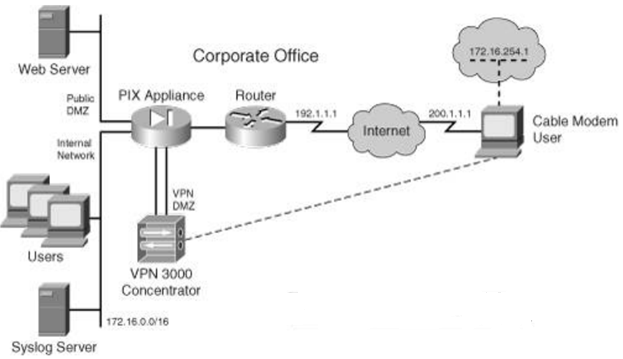 Corporate Office
172.16.254.1
Web Server
Public
DMZ
PIX Appliance
Router
192.1.1.1
Internet
200.1.1.1
Cable Modem
User
Internal
Network
VPN
DMZ
Users
VPN 3000
Concentrator
172.16.0.0/16
Syslog Server